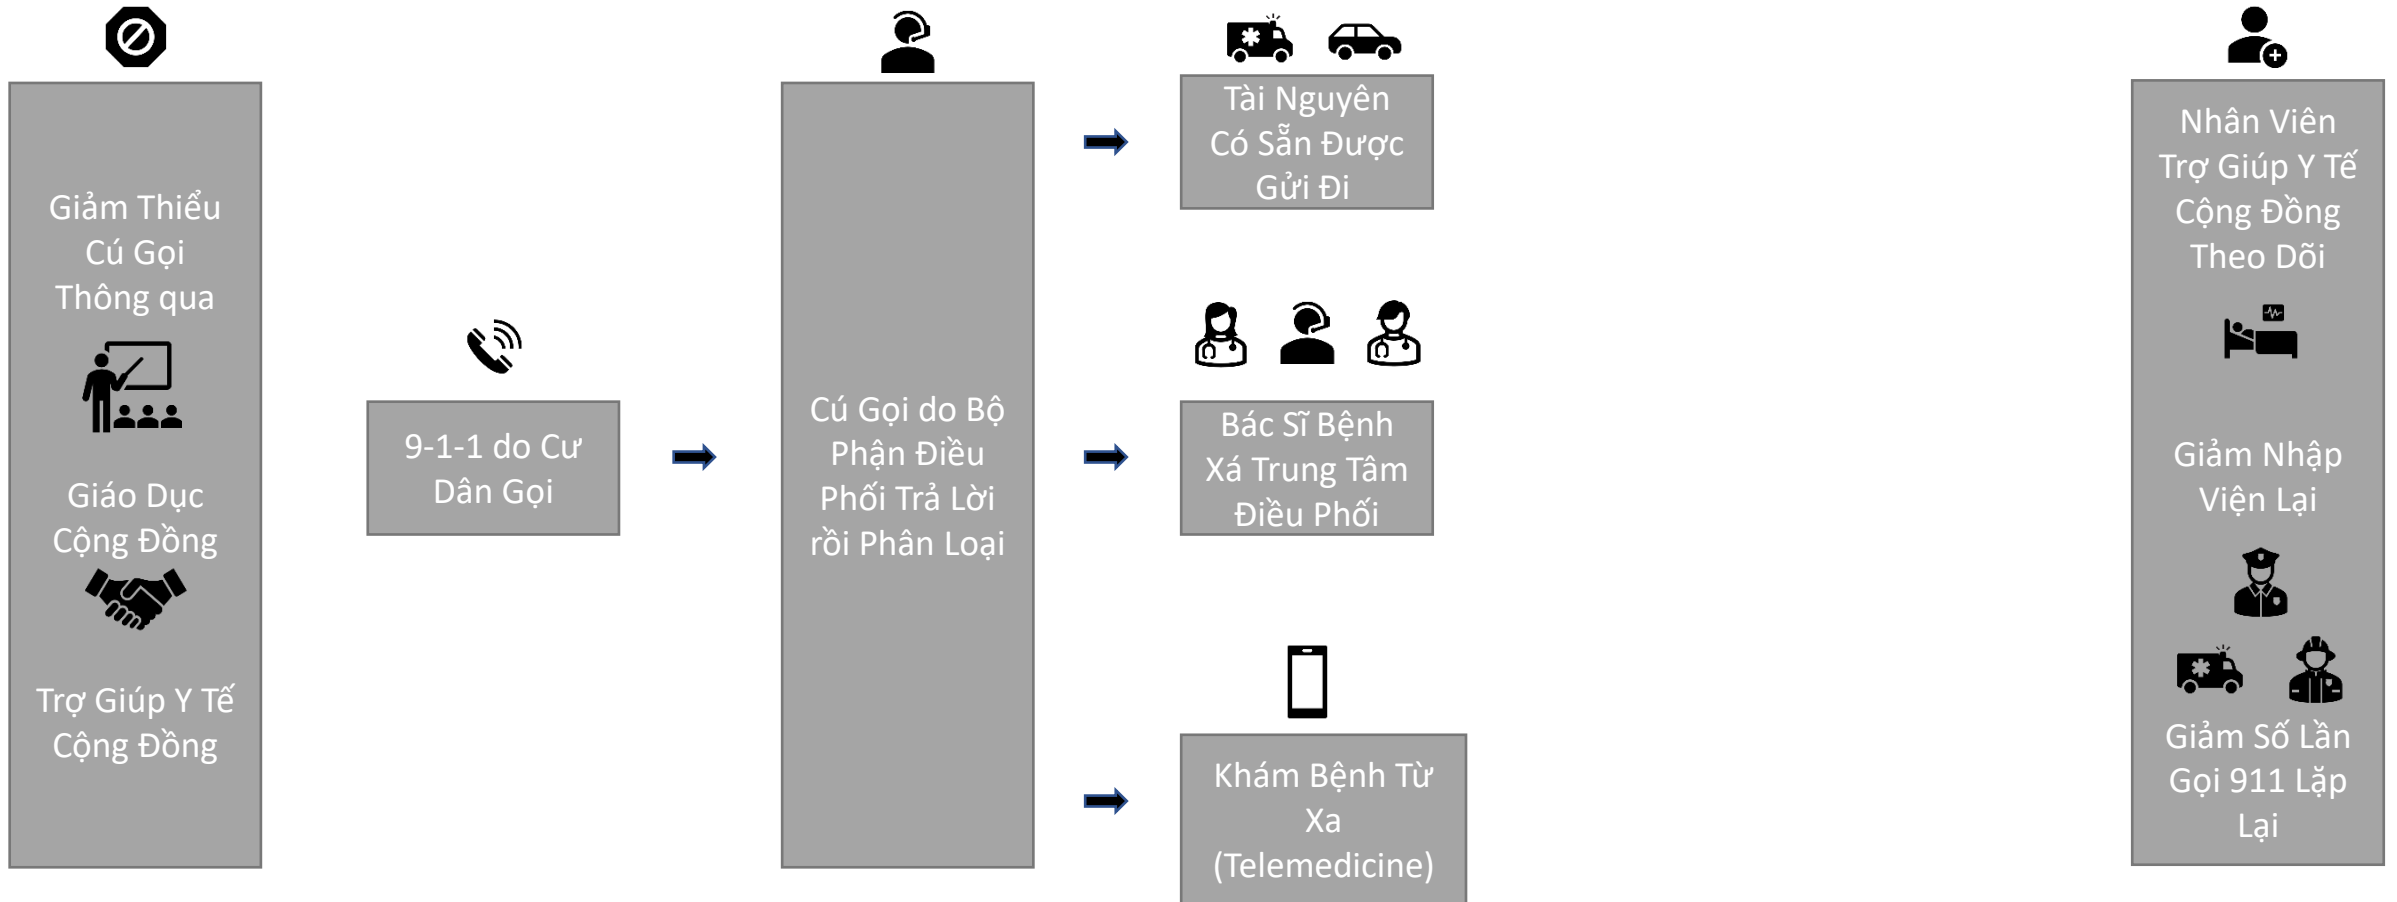 Giảm Thiểu
Cú Gọi
Thông qua
Giáo Dục
Cộng Đồng
Trợ Giúp Y Tế
Cộng Đồng
9-1-1 do Cư
Dân Gọi
Cú Gọi do Bộ
Phận Điều
Phối Trả Lời
rồi Phân Loại
Tài Nguyên
Có Sẵn Được
Gửi Đi
Bác Sĩ Bệnh
Xá Trung Tâm
Điều Phối
Khám Bệnh Từ
Xa
(Telemedicine)
Nhân Viên
Trợ Giúp Y Tế
Cộng Đồng
Theo Dõi
Giảm Nhập
Viện Lại
Giảm Số Lần
Gọi 911 Lặp
Lại